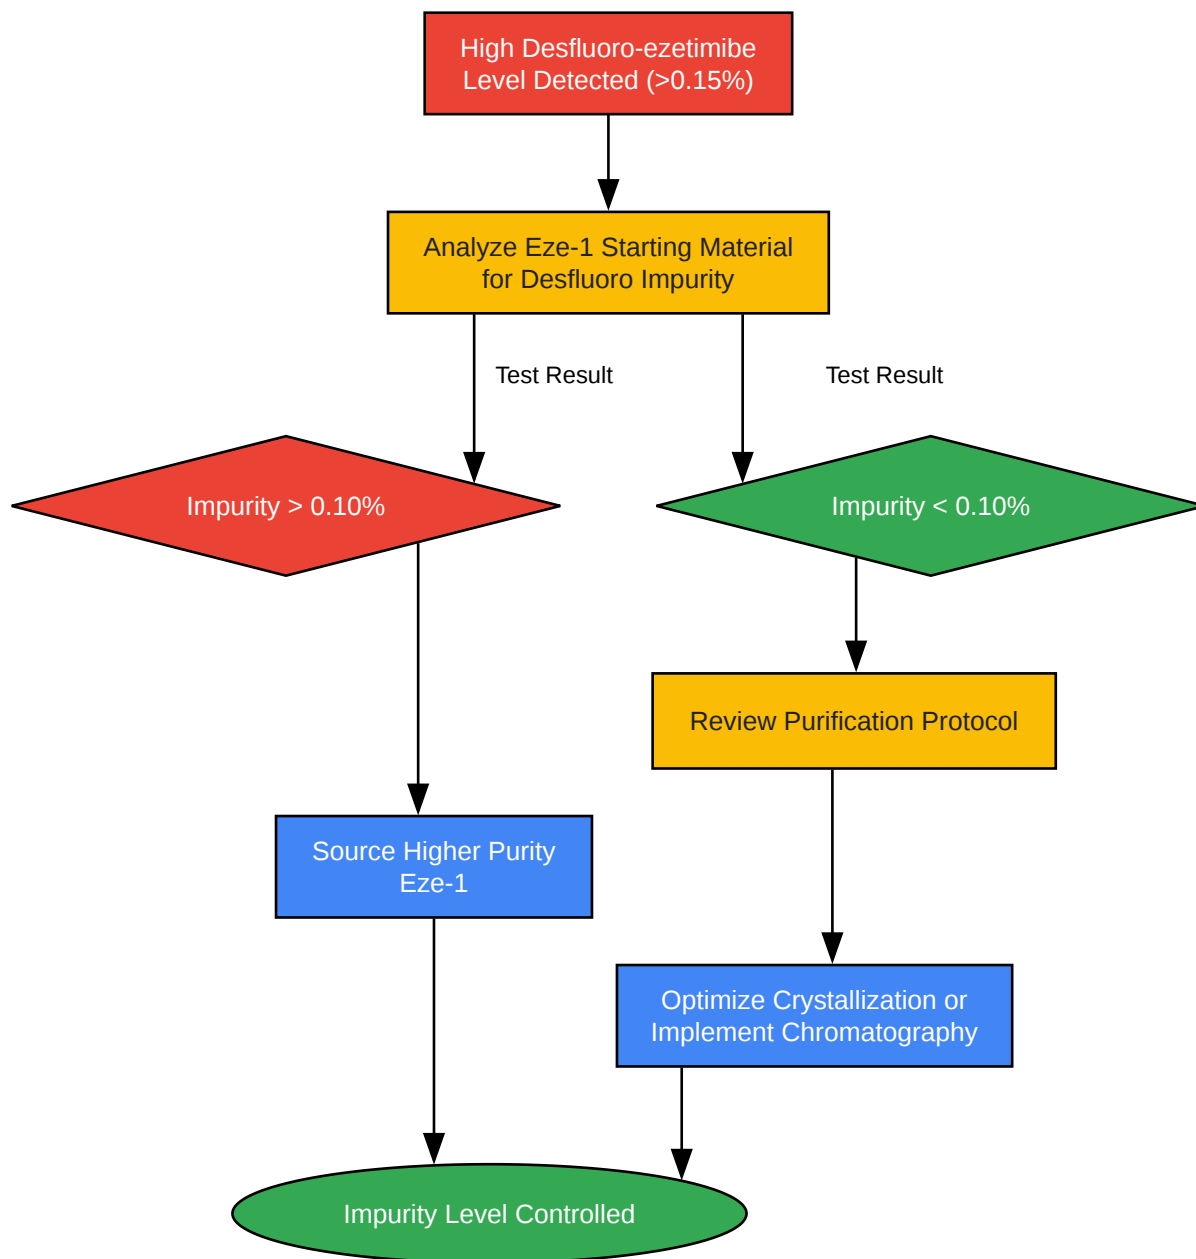 High Desfluoro-ezetimibe
Level Detected (>0.15%)
Analyze Eze-1 Starting Material
for Desfluoro Impurity
Test Result
Test Result
Impurity > 0.10%
Impurity < 0.10%
Review Purification Protocol
Source Higher Purity
Eze-1
Optimize Crystallization or
Implement Chromatography
Impurity Level Controlled